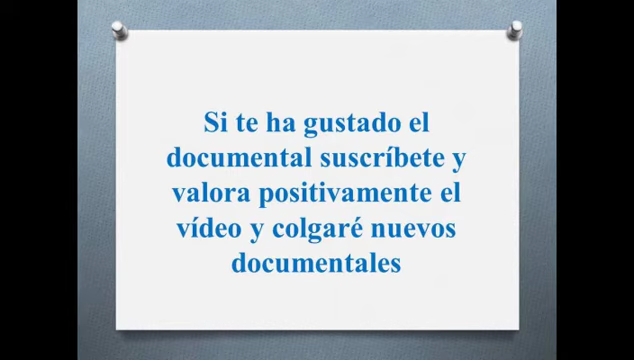 Si te ha gustado el
documental suscríbete y
valora positivamente el
vídeo y colgaré nuevos
documentales